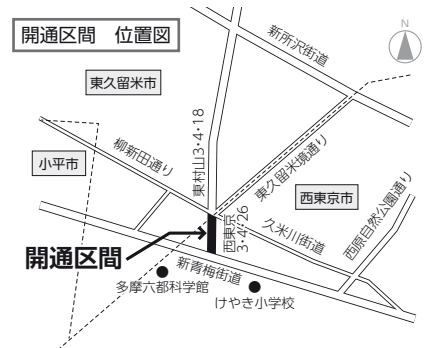 開通区間　位置図
N
新所沢街道
東久留米市
東村山3・4・18
柳新田通り
東久留米境通り
小平市
西東京市
西原自然公園通り
西東京
3・4・26
久米川街道
開通区間
新青梅街道
多摩六都科学館
けやき小学校